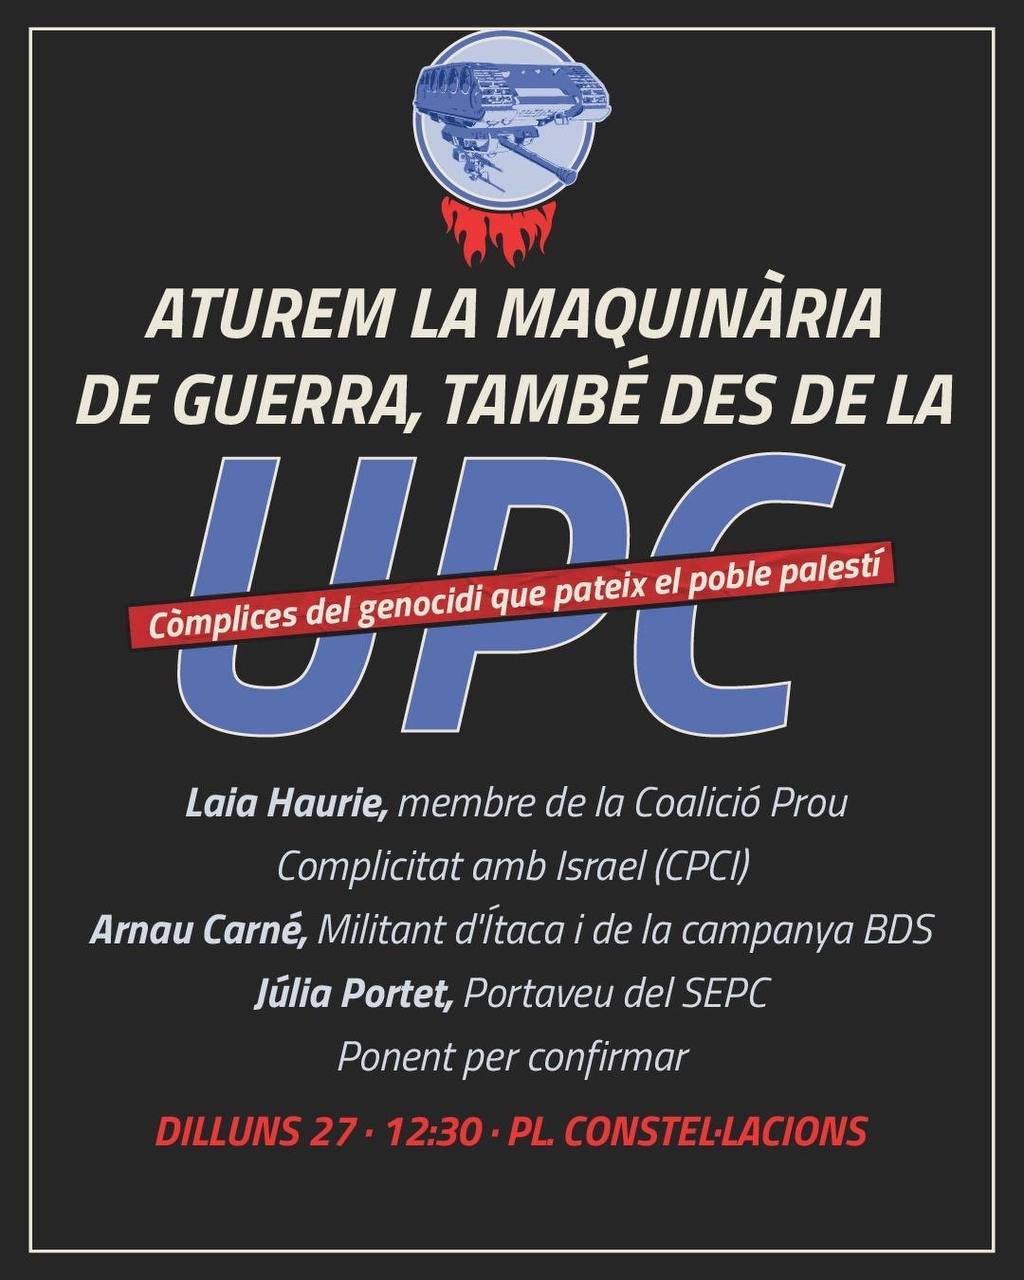 ATUREM LA MAQUINÀRIA
DE GUERRA, TAMBÉ DES DE LA
UPC
Còmplices del genocidi que pateix el poble palestí
Laia Haurie, membre de la Coalició Prou
Complicitat amb Israel (CPCI)
Arnau Carné, Militant d'Ítaca i de la campanya BDS
Júlia Portet, Portaveu del SEPC
Ponent per confirmar
DILLUNS 27 · 12:30 · PL. CONSTEL·LACIONS